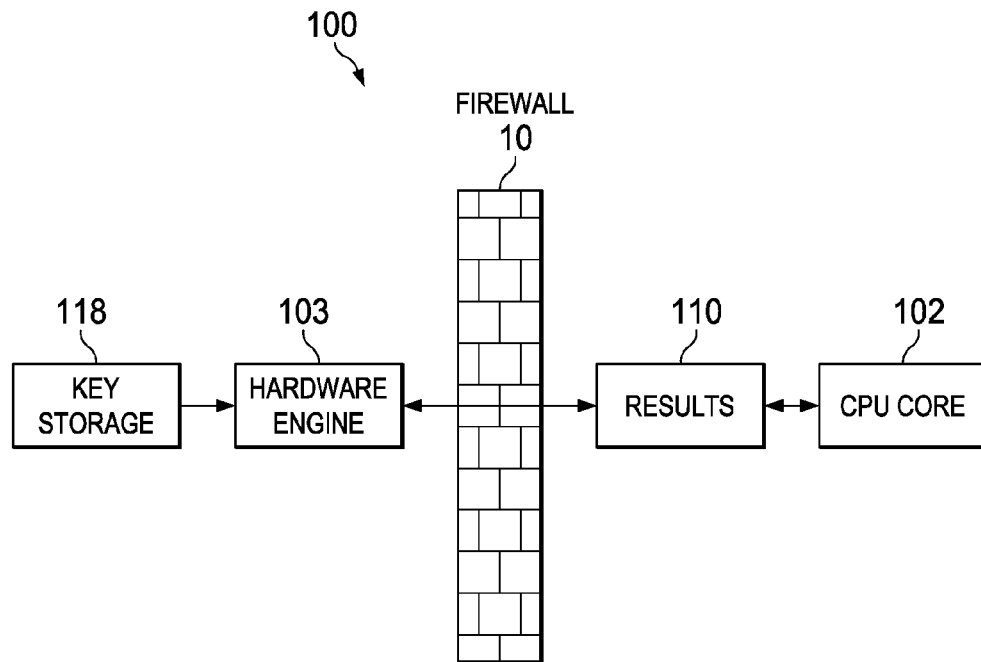 100
FIREWALL
10
118
103
110
102
KEY
STORAGE
HARDWARE
ENGINE
RESULTS
CPU CORE